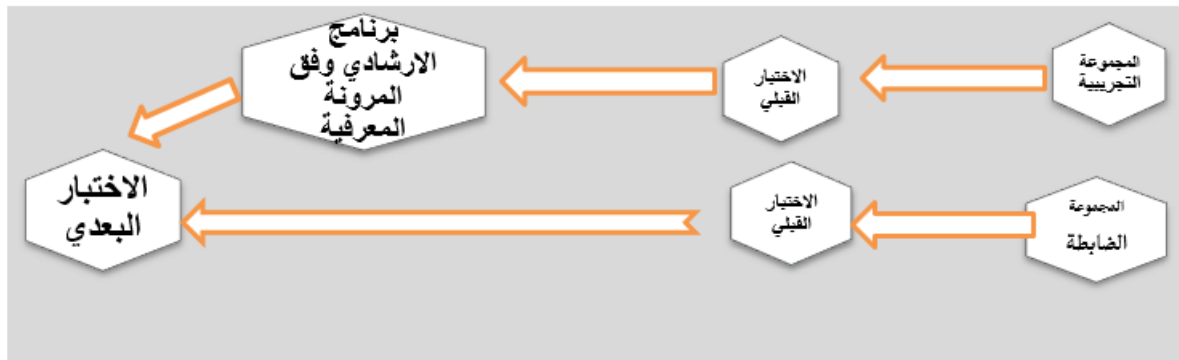 المجموعة
التجريبية
الاختبار
القبلي
برنامج
الارشادي وفق
المرونة
المعرفية
المجموعة
الضابطة
الاختبار
القبلي
الاختبار
البعدي